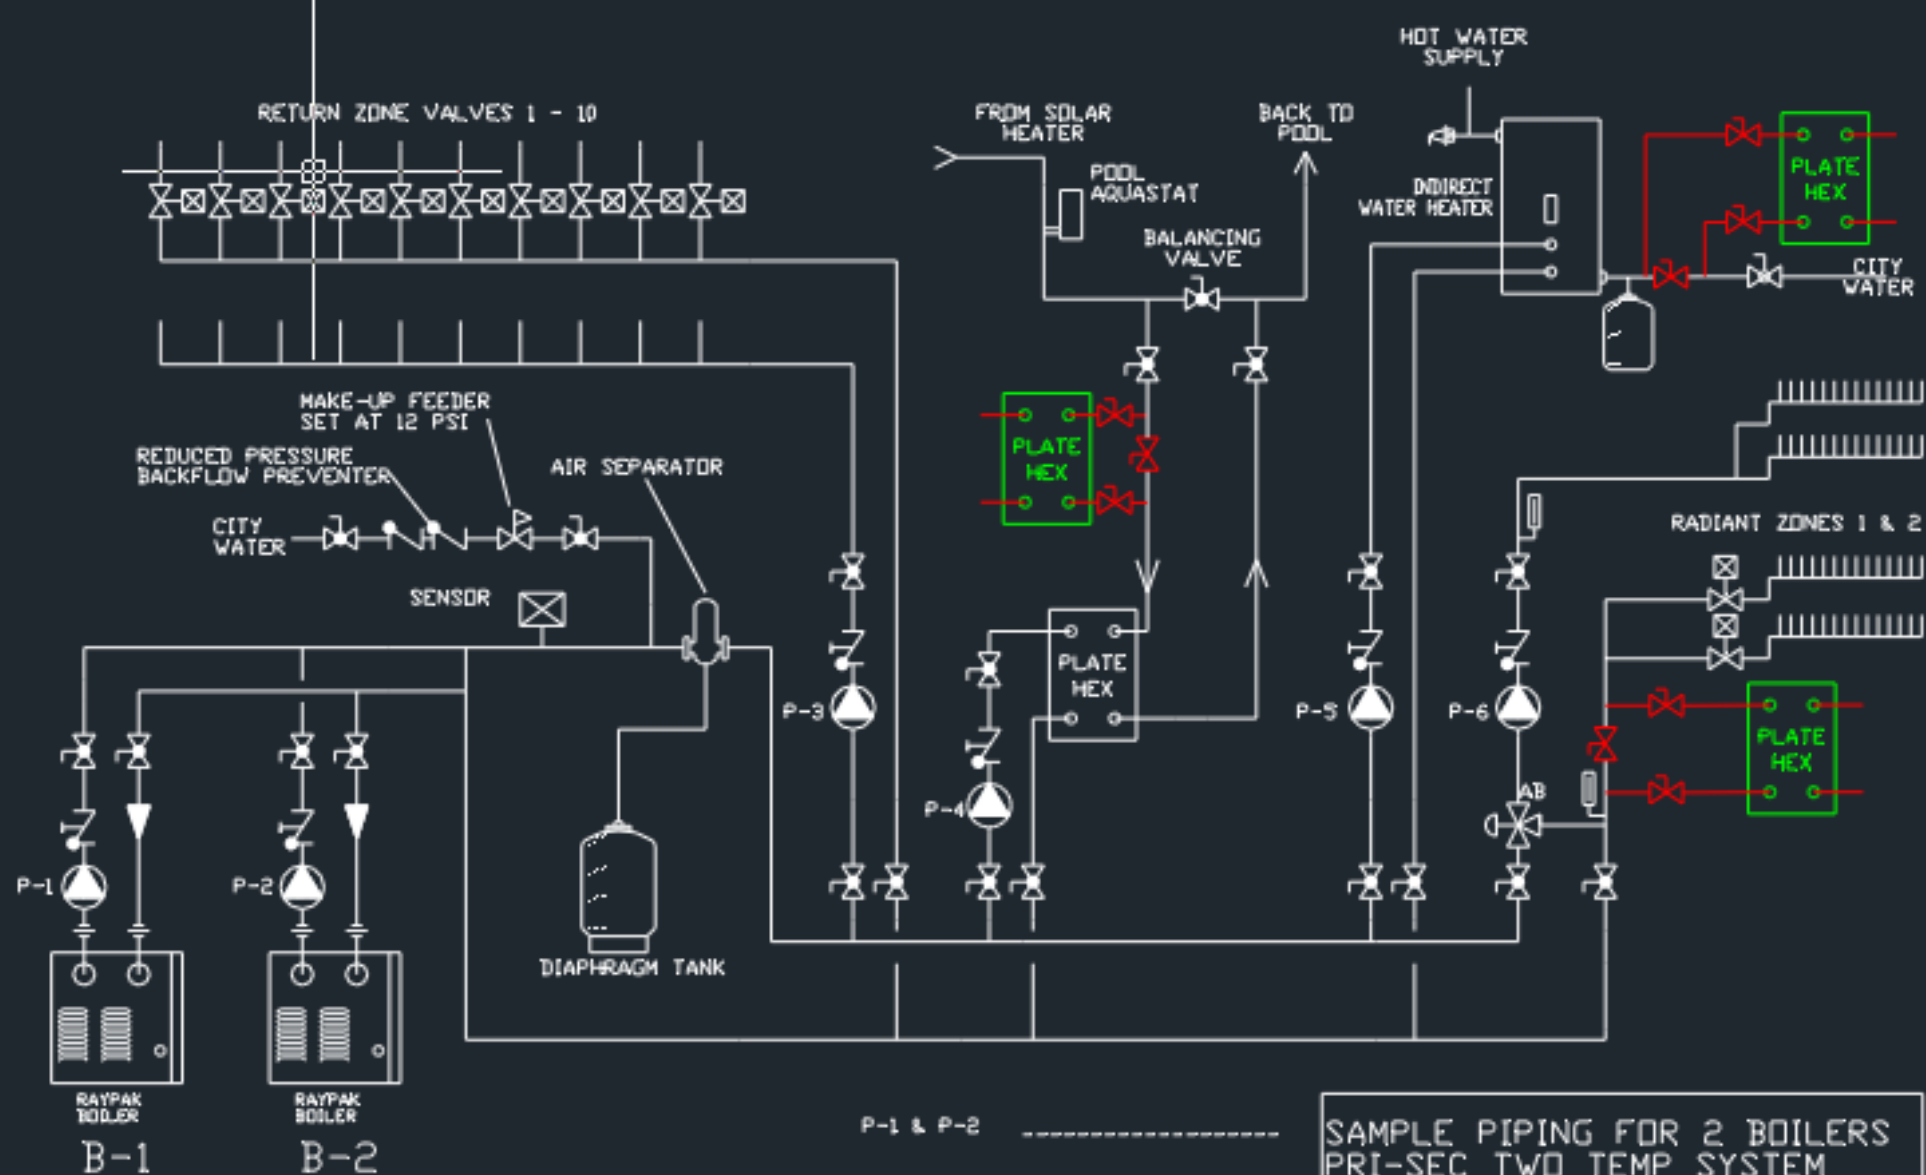 HOT WATER
SUPPLY
RETURN ZONE VALVES 1 - 10
FROM SOLAR
HEATER
BACK TO
POOL
PLATE
HEX
POOL
AQUASTAT
INDIRECT
WATER HEATER
BALANCING
VALVE
CITY
WATER
MAKE-UP FEEDER
SET AT 12 PSI
REDUCED PRESSURE
BACKFLOW PREVENTER
AIR SEPARATOR
PLATE
HEX
CITY
WATER
RADIANT ZONES 1 & 2
SENSOR
PLATE
HEX
P-3
P-5
P-6
PLATE
HEX
P-4
AB
P-1
P-2
DIAPHRAGM TANK
RAYPAK
BOILER
B-1
RAYPAK
BOILER
B-2
P-1 & P-2
SAMPLE PIPING FOR 2 BOILERS
PRI-SEC TWO TEMP SYSTEM